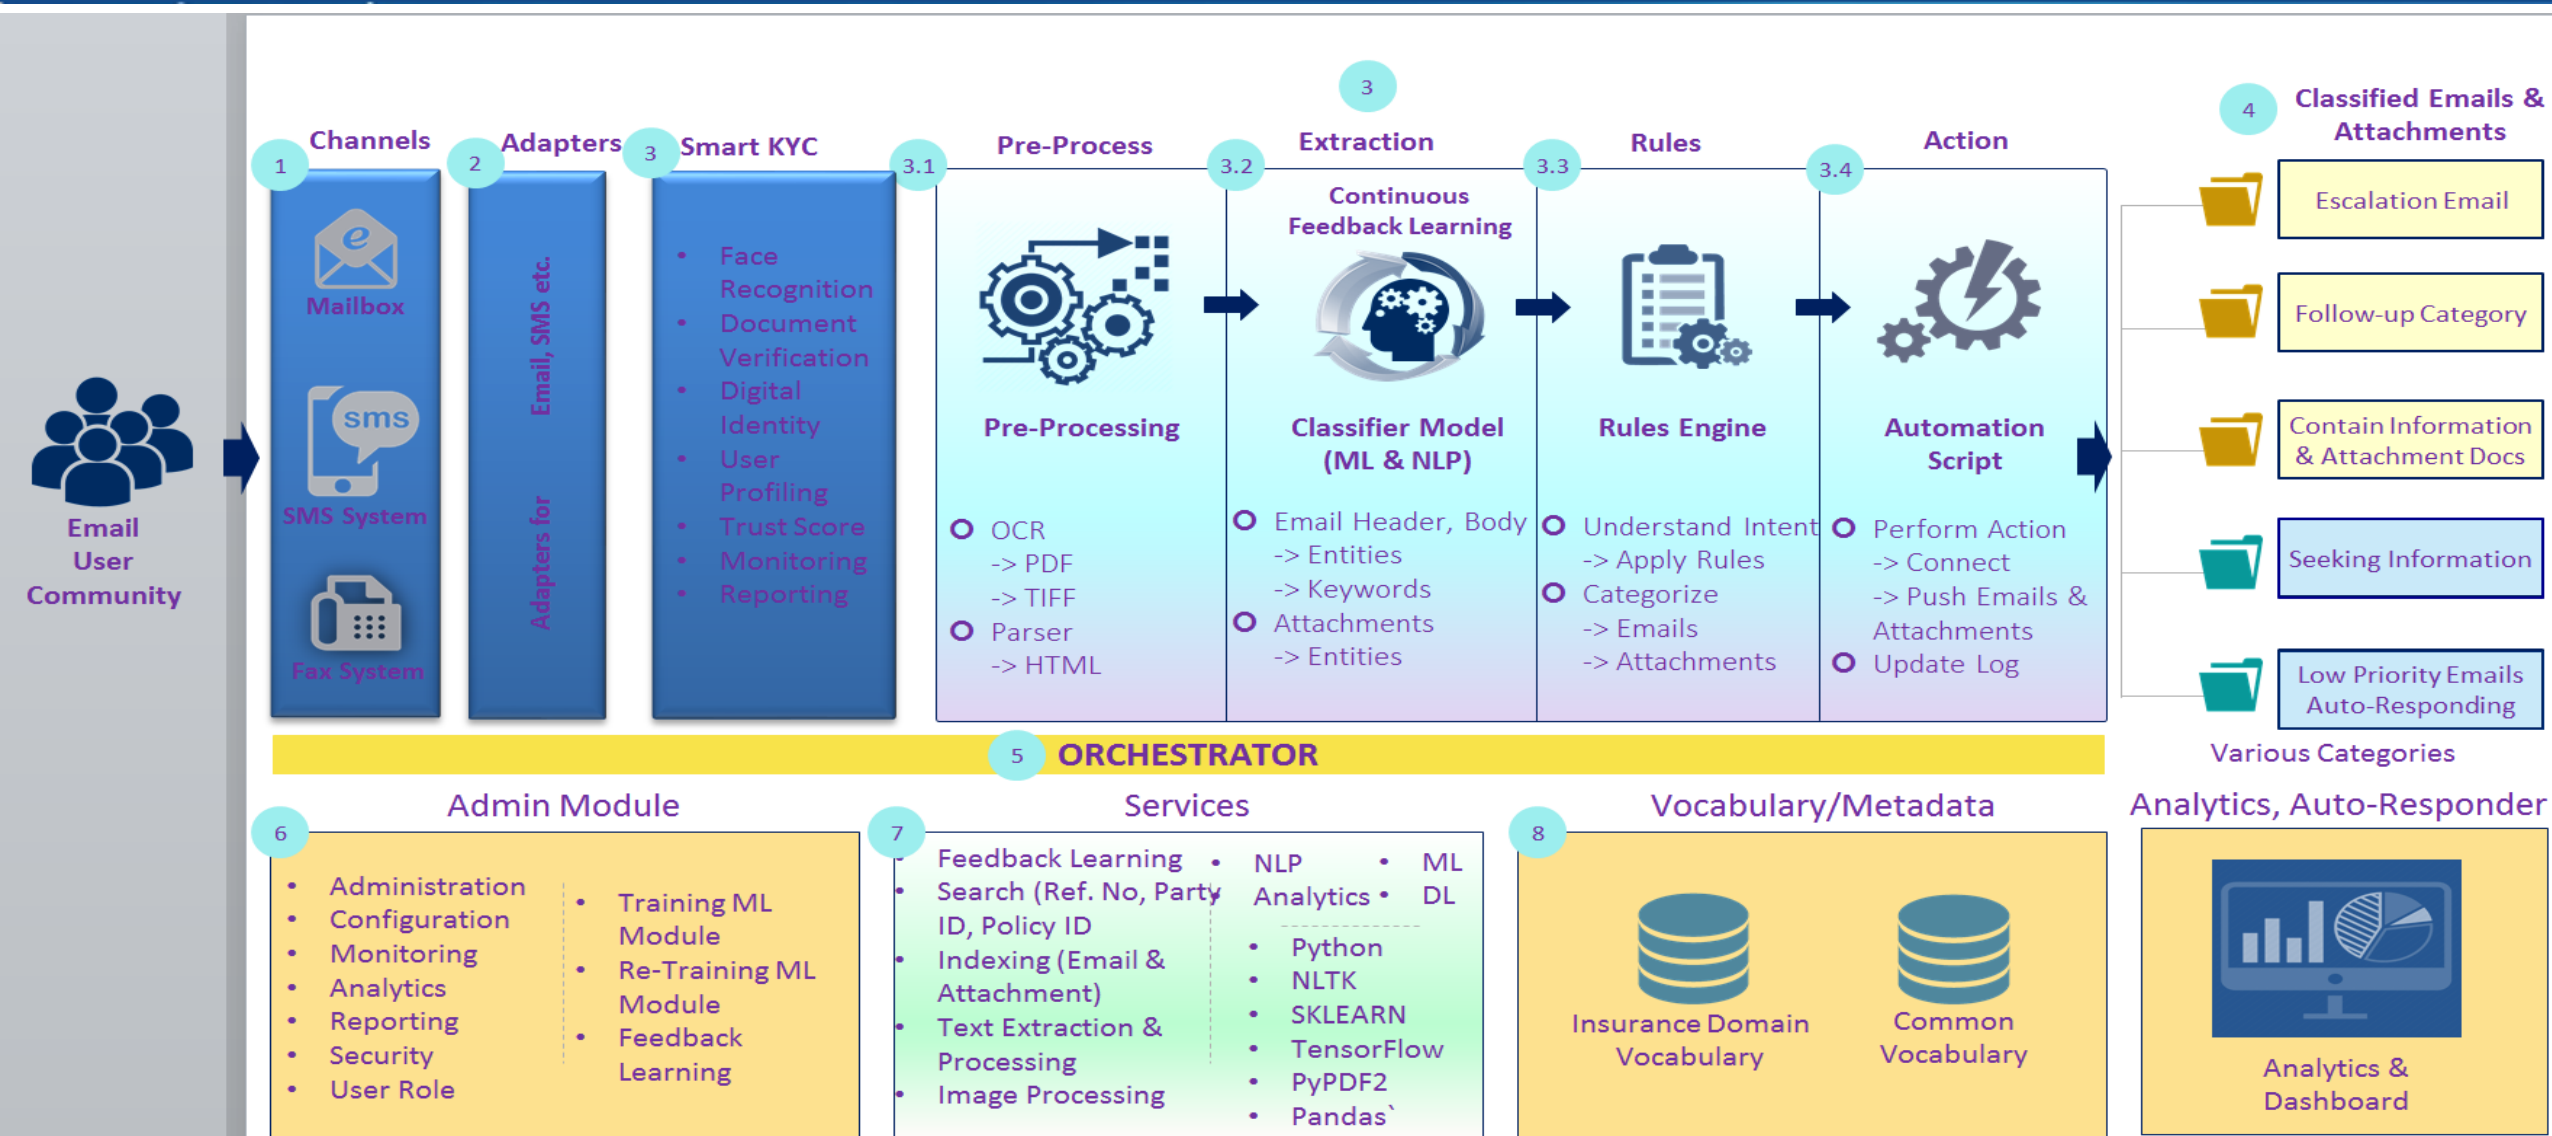 Email
User
Community
1
Channels
Mailbox
sms
SMS System
Fax System
2
Adapters
Adapters for Email, SMS etc.
3
Smart KYC
• Face
Recognition
• Document
Verification
• Digital
Identity
• User
Profiling
• Trust Score
• Monitoring
• Reporting
3
3.1
Pre-Process
Pre-Processing
OCR
-> PDF
-> TIFF
Parser
-> HTML
3.2
Extraction
Continuous
Feedback Learning
Classifier Model
(ML & NLP)
Email Header, Body
-> Entities
-> Keywords
Attachments
-> Entities
3.3
Rules
Rules Engine
Understand Intent
-> Apply Rules
Categorize
-> Emails
-> Attachments
3.4
Action
Automation
Script
Perform Action
-> Connect
-> Push Emails &
Attachments
Update Log
4
Classified Emails &
Attachments
Escalation Email
Follow-up Category
Contain Information
& Attachment Docs
Seeking Information
Low Priority Emails
Auto-Responding
Various Categories
5
ORCHESTRATOR
Admin Module
6
• Administration
• Configuration
• Monitoring
• Analytics
• Reporting
• Security
• User Role
• Training ML
Module
• Re-Training ML
Module
• Feedback
Learning
Services
7
• Feedback Learning
• Search (Ref. No, Party
ID, Policy ID
• Indexing (Email &
Attachment)
• Text Extraction &
Processing
• Image Processing
• NLP
• Analytics
• ML
• DL
• Python
• NLTK
• SKLEARN
• TensorFlow
• PyPDF2
• Pandas`
Vocabulary/Metadata
8
Insurance Domain
Vocabulary
Common
Vocabulary
Analytics, Auto-Responder
Analytics &
Dashboard